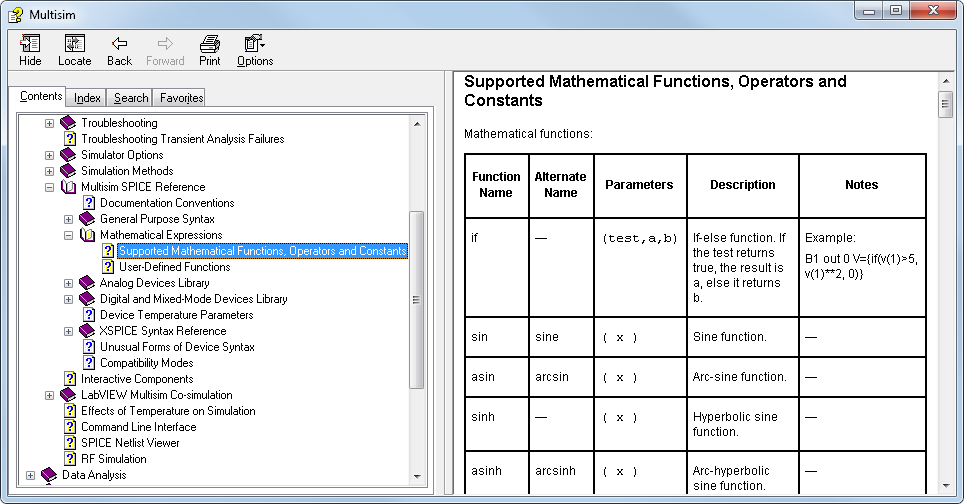 Multisim
Hide Locate Back Forward Print Options
Contents Index Search Favorites
Troubleshooting
Troubleshooting Transient Analysis Failures
Simulator Options
Simulation Methods
Multisim SPICE Reference
Documentation Conventions
General Purpose Syntax
Mathematical Expressions
Supported Mathematical Functions, Operators and Constants
User-Defined Functions
Analog Devices Library
Digital and Mixed-Mode Devices Library
Device Temperature Parameters
XSPICE Syntax Reference
Unusual Forms of Device Syntax
Compatibility Modes
Interactive Components
LabVIEW Multisim Co-simulation
Effects of Temperature on Simulation
Command Line Interface
SPICE Netlist Viewer
RF Simulation
Data Analysis
Supported Mathematical Functions, Operators and
Constants
Mathematical functions:
Function
Name
Alternate
Name
Parameters
Description
Notes
if
—
(test,a,b)
If-else function. If
the test returns
true, the result is
a, else it returns
b.
Example:
B1 out 0 V={if(v(1)>5,
v(1)**2, 0)}
sin
sine
( x )
Sine function.
—
asin
arcsin
( x )
Arc-sine function.
—
sinh
—
( x )
Hyperbolic sine
function.
—
asinh
arcsinh
( x )
Arc-hyperbolic
sine function.
—